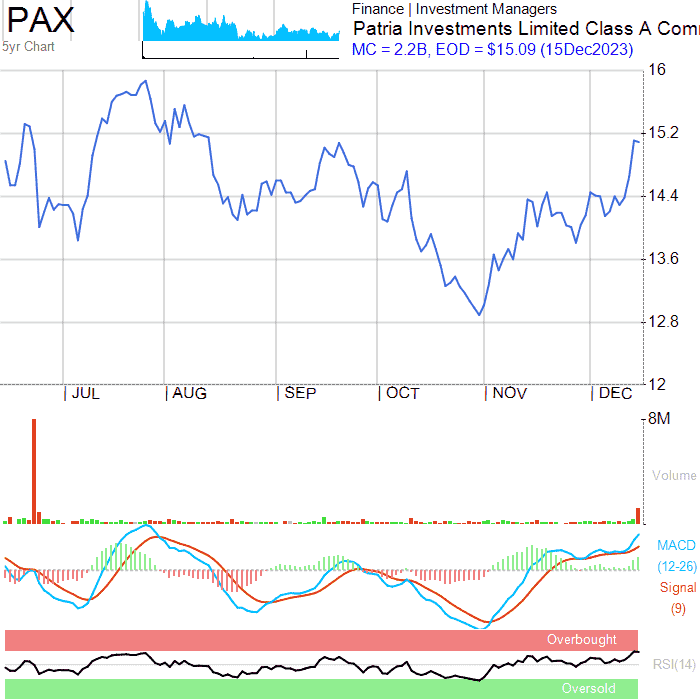 PAX
5yr Chart
Finance | Investment Managers
Patria Investments Limited Class A Com
MC = 2.2B, EOD = $15.09 (15Dec2023)
16
15.2
14.4
13.6
12.8
12
JUL AUG SEP OCT NOV DEC
8M
Volume
MACD
(12-26)
Signal
(9)
Overbought
RSI(14)
Oversold